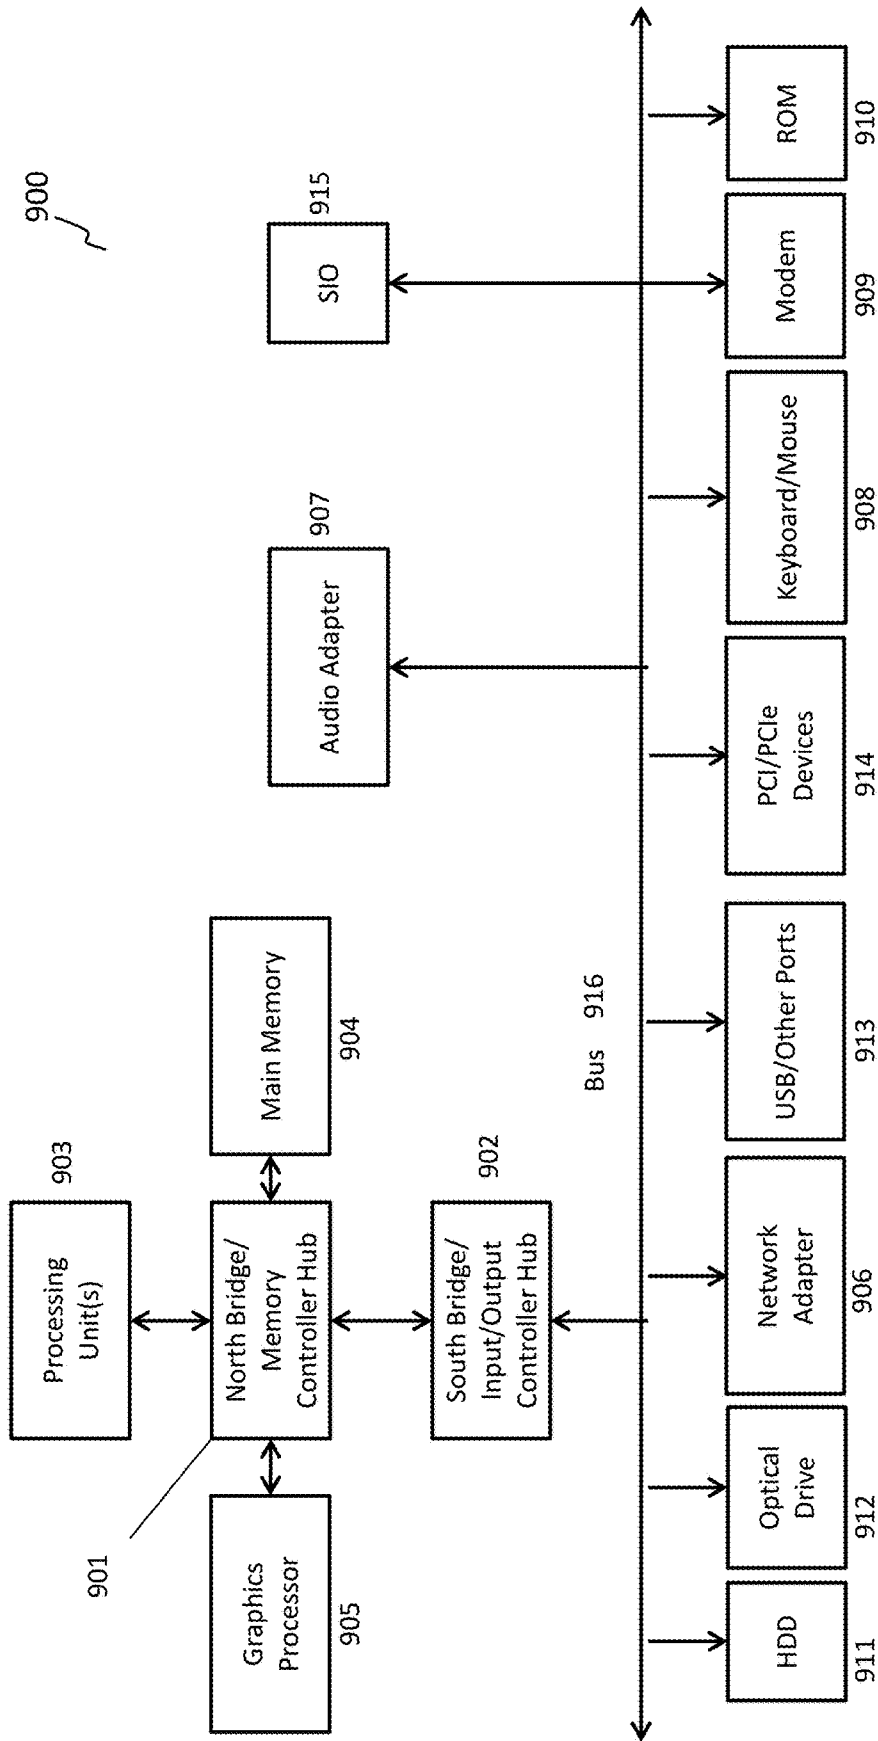 900
903
Processing
Unit(s)
901
Graphics
Processor
905
North Bridge/
Memory
Controller Hub
Main Memory
904
Audio Adapter
907
SIO
915
South Bridge/
Input/Output
Controller Hub
902
Bus 916
HDD
911
Optical
Drive
912
Network
Adapter
906
USB/Other Ports
913
PCI/PCIe
Devices
914
Keyboard/Mouse
908
Modem
909
ROM
910